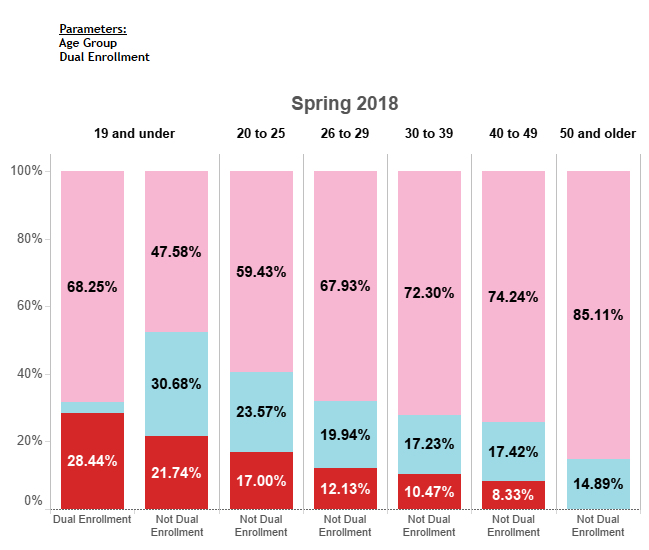 Parameters:
Age Group
Dual Enrollment
Spring 2018
19 and under 20 to 25 26 to 29 30 to 39 40 to 49 50 and older
100%
80%
60%
40%
20%
0%
68.25%
28.44%
47.58%
30.68%
21.74%
59.43%
23.57%
17.00%
67.93%
19.94%
12.13%
72.30%
17.23%
10.47%
74.24%
17.42%
8.33%
85.11%
14.89%
Dual Enrollment
Not Dual
Enrollment
Not Dual
Enrollment
Not Dual
Enrollment
Not Dual
Enrollment
Not Dual
Enrollment
Not Dual
Enrollment